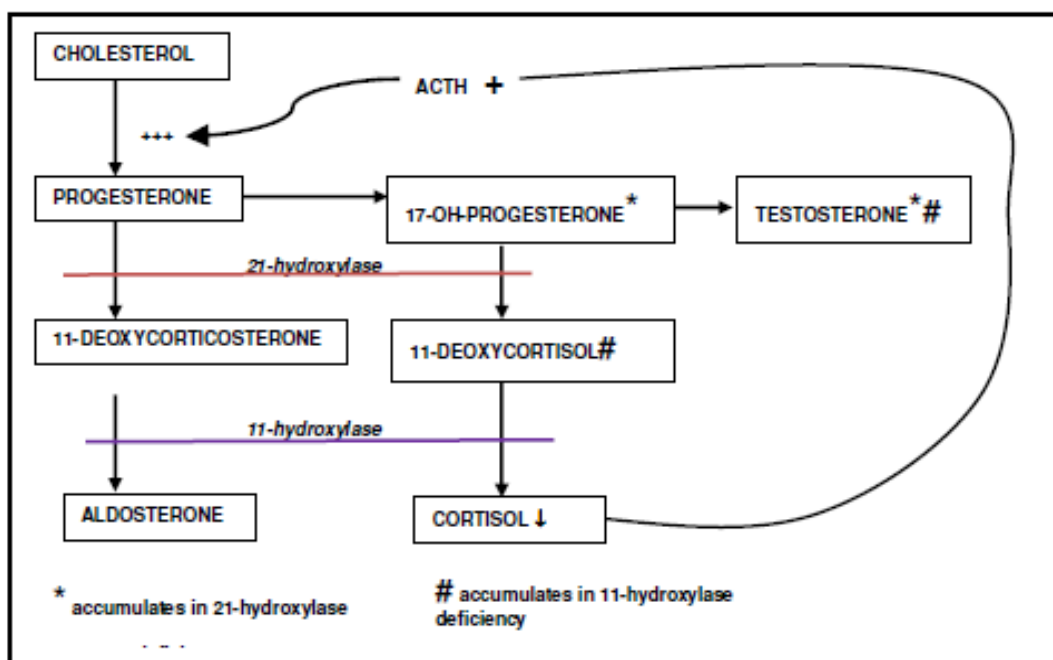 CHOLESTEROL
ACTH +
+++
PROGESTERONE
17-OH-PROGESTERONE*
TESTOSTERONE*#
21-hydroxylase
11-DEOXYCORTICOSTERONE
11-DEOXYCORTISOL#
11-hydroxylase
ALDOSTERONE
CORTISOL ↓
* accumulates in 21-hydroxylase
# accumulates in 11-hydroxylase
deficiency